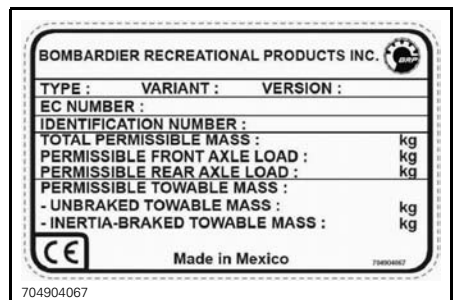 BOMBARDIER RECREATIONAL PRODUCTS INC. BRP
TYPE : VARIANT : VERSION :
EC NUMBER :
IDENTIFICATION NUMBER :
TOTAL PERMISSIBLE MASS : kg
PERMISSIBLE FRONT AXLE LOAD : kg
PERMISSIBLE REAR AXLE LOAD : kg
PERMISSIBLE TOWABLE MASS :
- UNBRAKED TOWABLE MASS : kg
- INERTIA-BRAKED TOWABLE MASS : kg
CE Made in Mexico 704904067
704904067